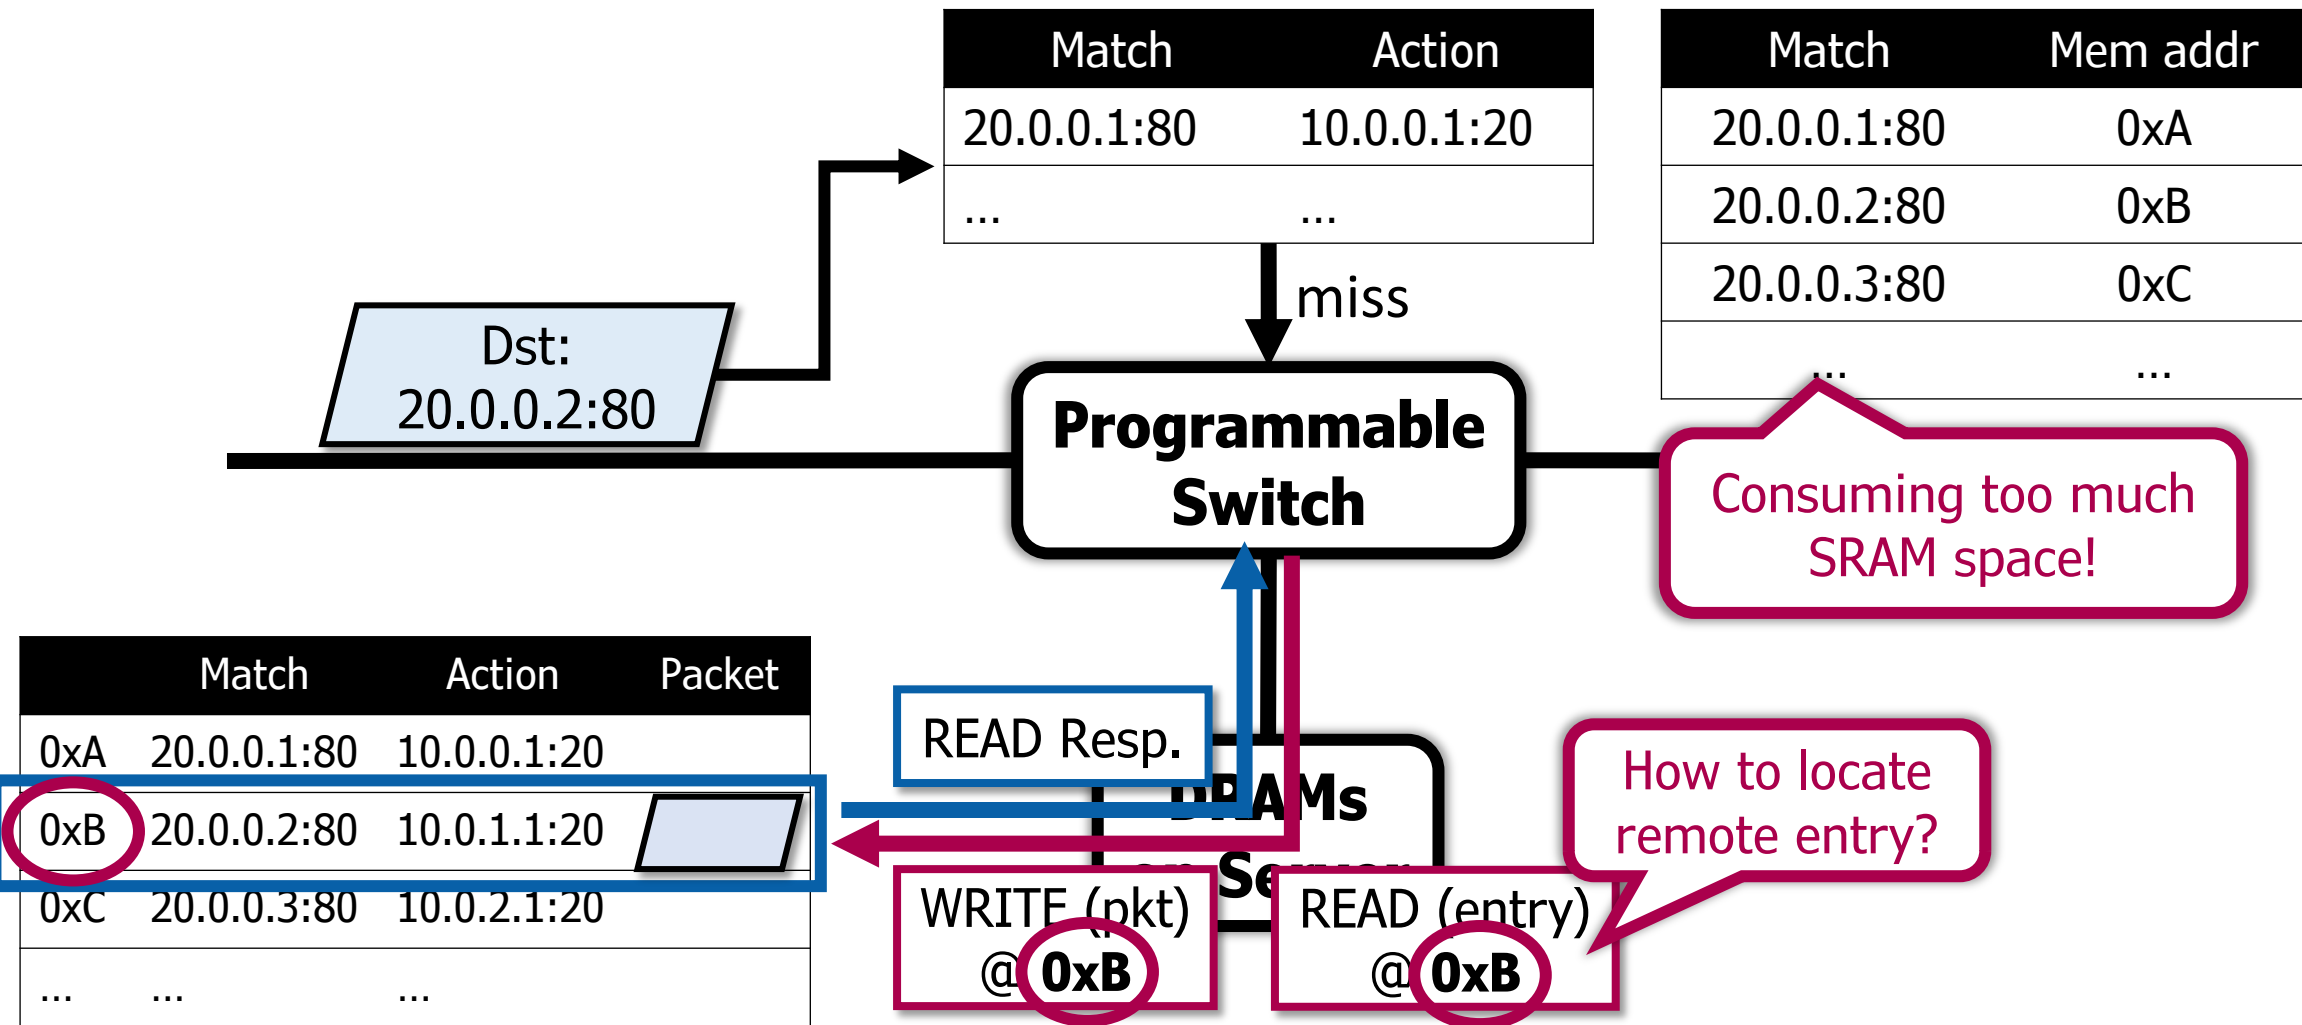 Match Action
20.0.0.1:80 10.0.0.1:20
... ...
Match Mem addr
20.0.0.1:80 0xA
20.0.0.2:80 0xB
20.0.0.3:80 0xC
... ...
miss
Dst:
20.0.0.2:80
Programmable
Switch
Consuming too much
SRAM space!
Match Action Packet
0xA 20.0.0.1:80 10.0.0.1:20
0xB 20.0.0.2:80 10.0.1.1:20
0xC 20.0.0.3:80 10.0.2.1:20
... ... ...
READ Resp.
DRAMs
on Server
How to locate
remote entry?
WRITE (pkt)
@ 0xB
READ (entry)
@ 0xB